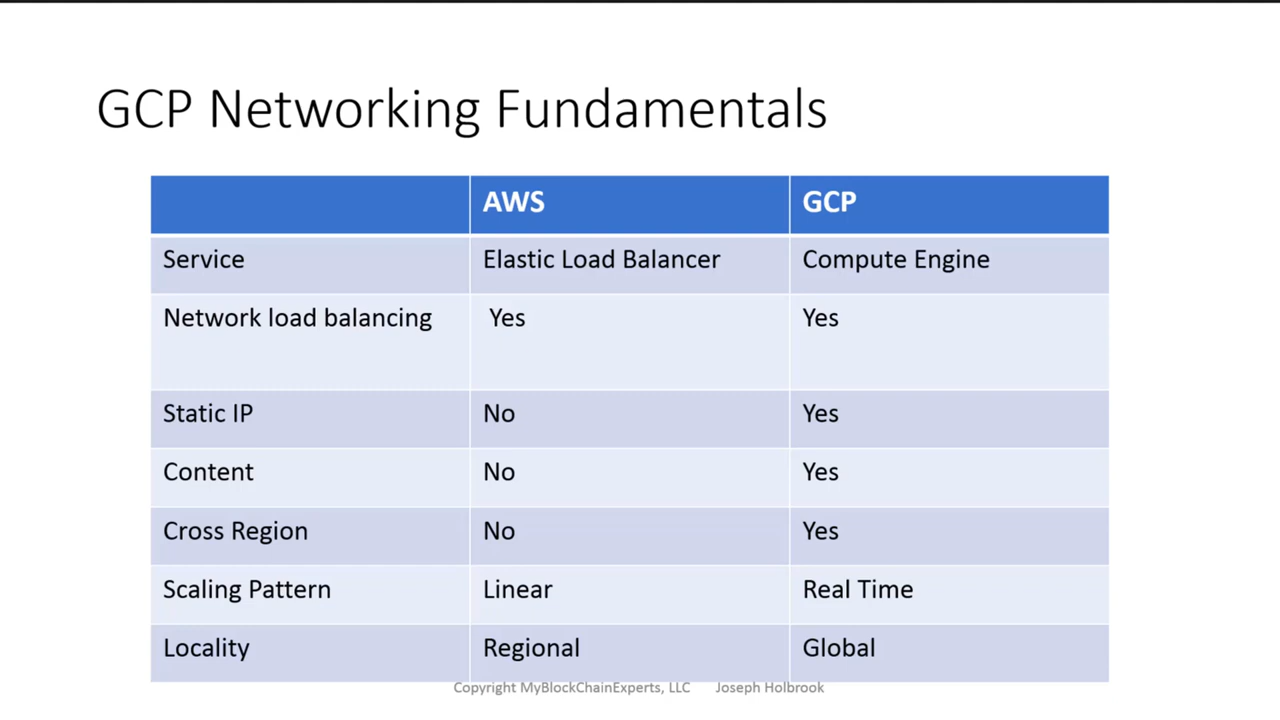 GCP Networking Fundamentals
AWS GCP
Service Elastic Load Balancer Compute Engine
Network load balancing Yes Yes
Static IP No Yes
Content No Yes
Cross Region No Yes
Scaling Pattern Linear Real Time
Locality Regional Global
Copyright MyBlockChainExperts, LLC Joseph Holbrook